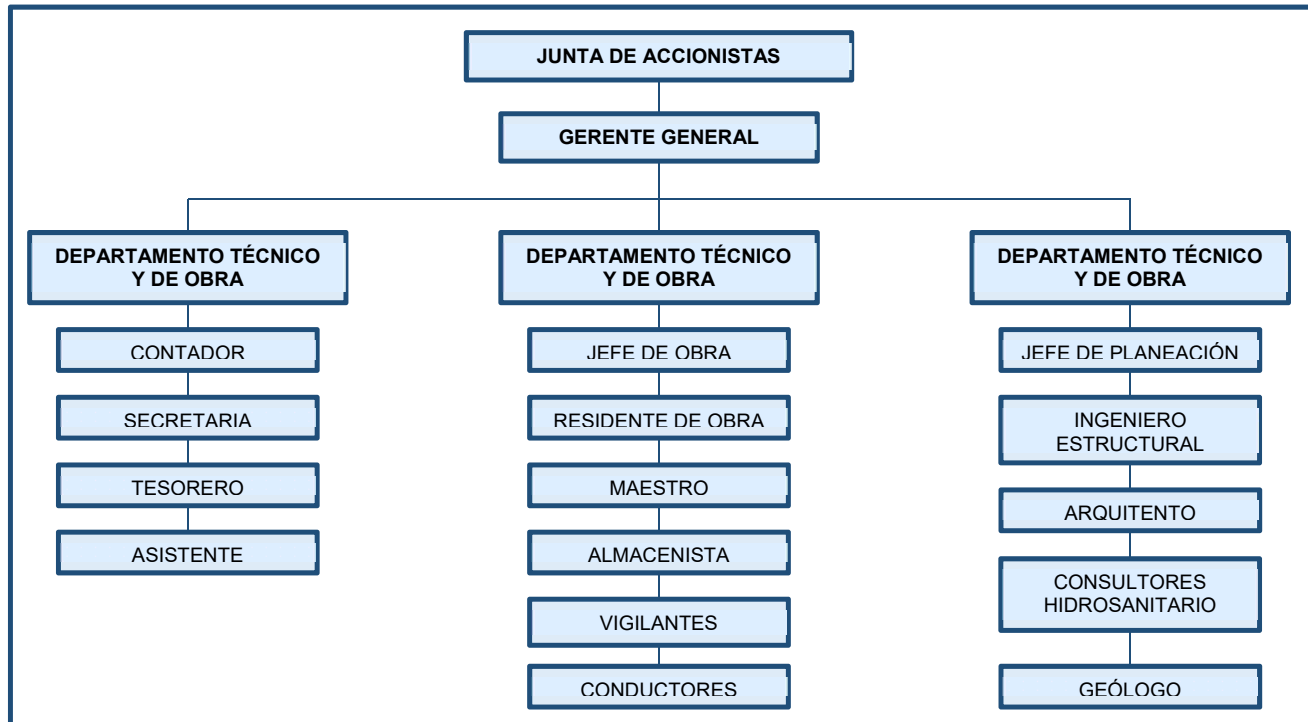 JUNTA DE ACCIONISTAS
GERENTE GENERAL
DEPARTAMENTO TÉCNICO
Y DE OBRA
CONTADOR
SECRETARIA
TESORERO
ASISTENTE
DEPARTAMENTO TÉCNICO
Y DE OBRA
JEFE DE OBRA
RESIDENTE DE OBRA
MAESTRO
ALMACENISTA
VIGILANTES
CONDUCTORES
DEPARTAMENTO TÉCNICO
Y DE OBRA
JEFE DE PLANEACIÓN
INGENIERO
ESTRUCTURAL
ARQUITENTO
CONSULTORES
HIDROSANITARIO
GEÓLOGO